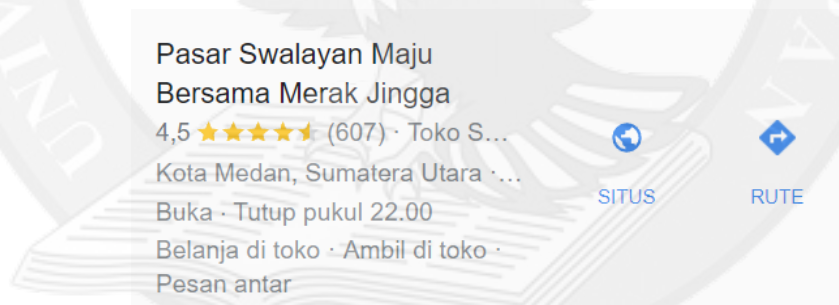 Pasar Swalayan Maju
Bersama Merak Jingga
4,5 (607) · Toko S...
Kota Medan, Sumatera Utara ·...
Buka · Tutup pukul 22.00
Belanja di toko · Ambil di toko ·
Pesan antar
SITUS
RUTE